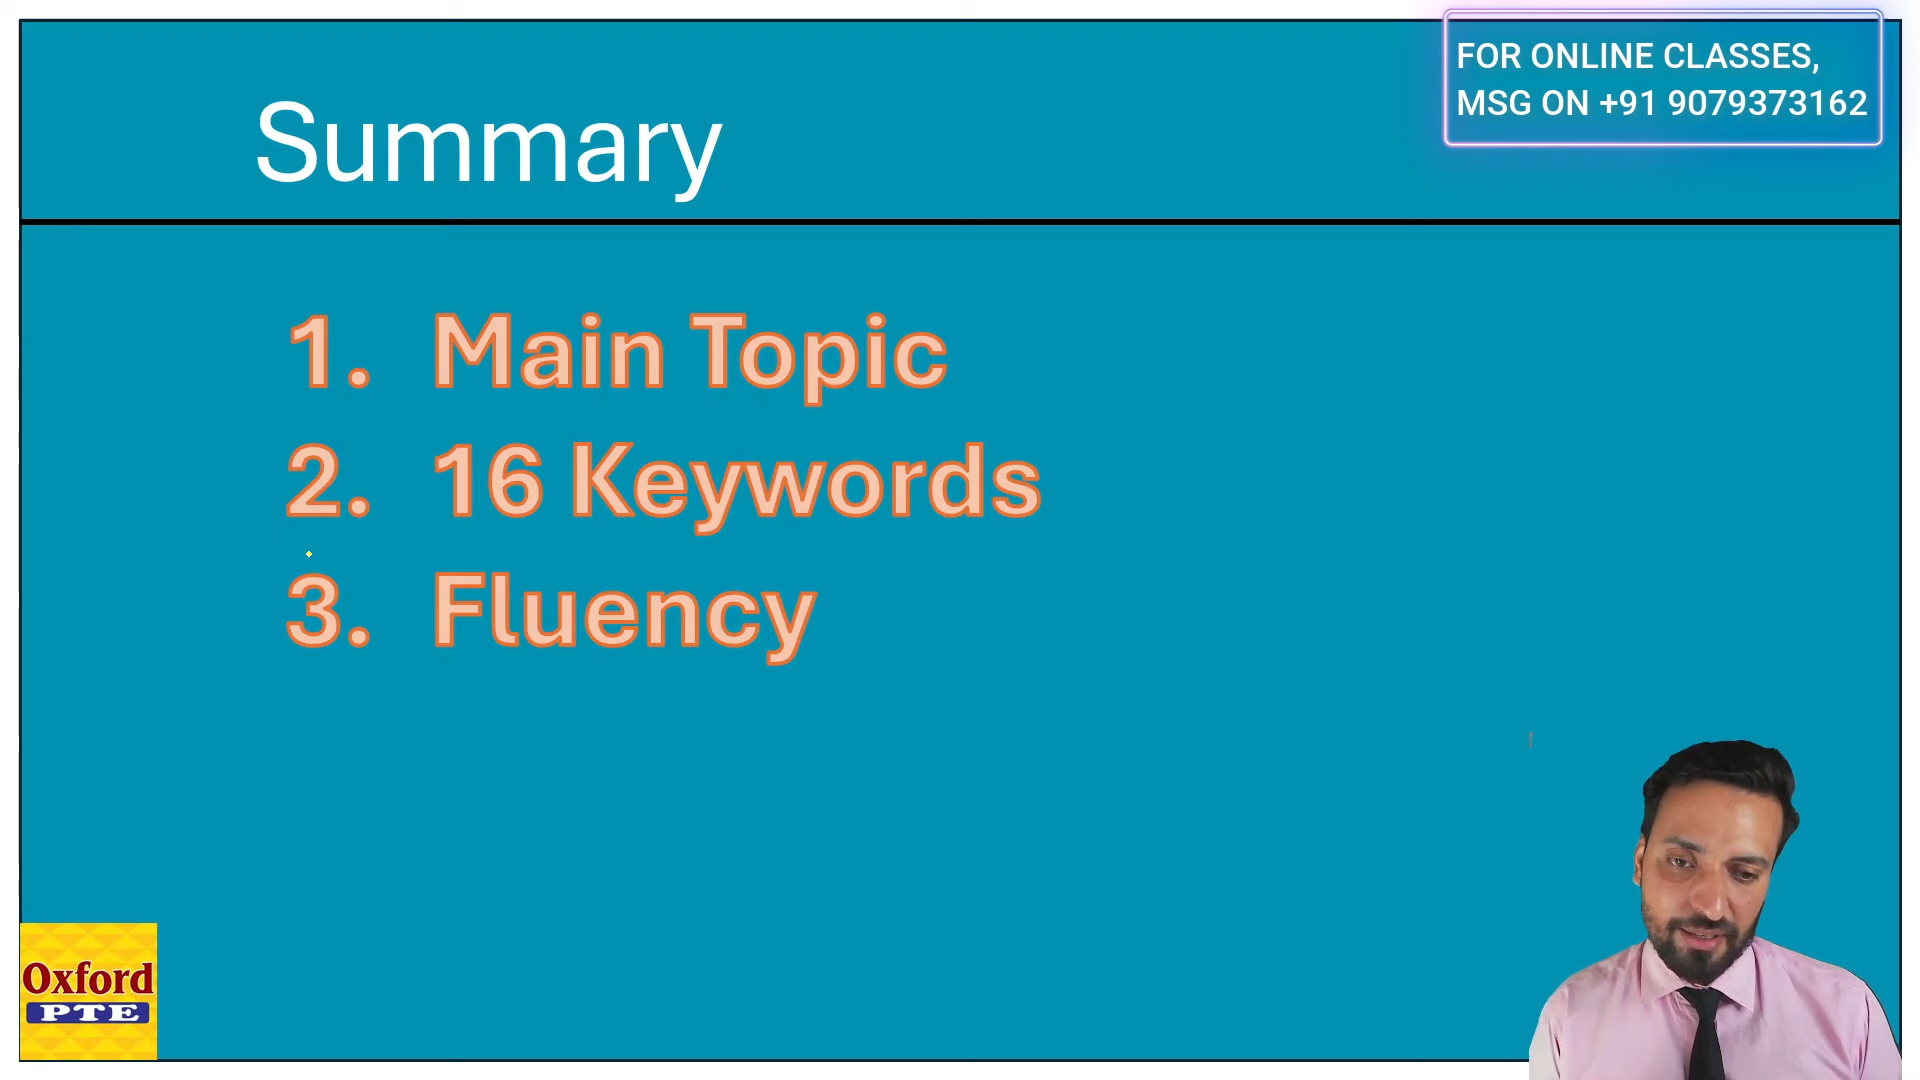 FOR ONLINE CLASSES,
MSG ON +91 9079373162
Summary
1. Main Topic
2. 16 Keywords
3. Fluency
Oxford
PTE